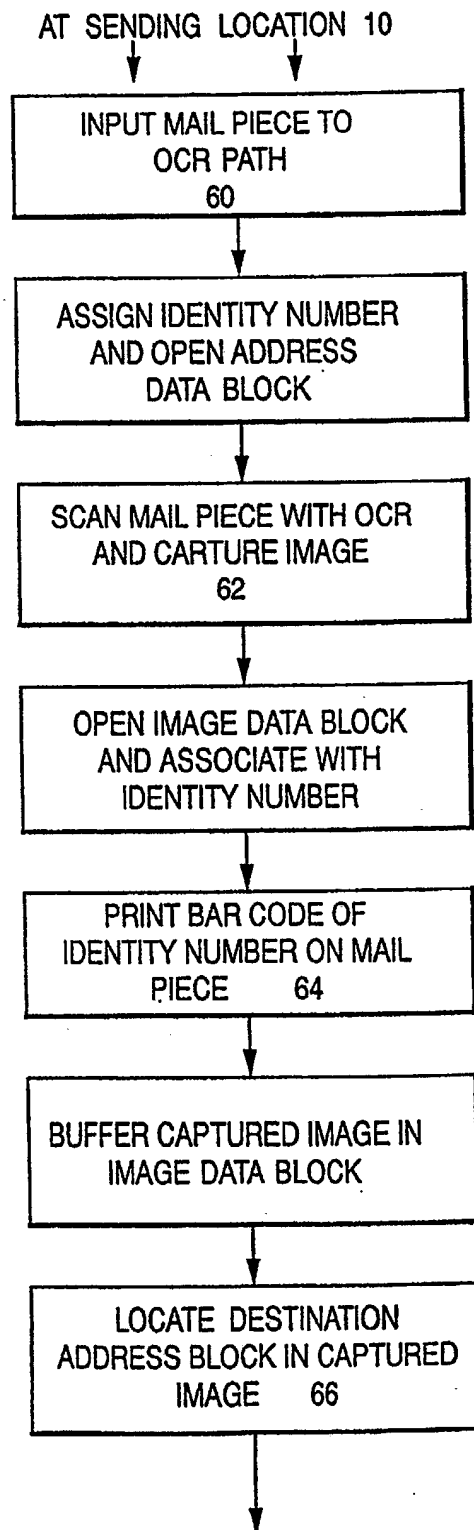 AT SENDING LOCATION 10
INPUT MAIL PIECE TO
OCR PATH
60
ASSIGN IDENTITY NUMBER
AND OPEN ADDRESS
DATA BLOCK
SCAN MAIL PIECE WITH OCR
AND CARTURE IMAGE
62
OPEN IMAGE DATA BLOCK
AND ASSOCIATE WITH
IDENTITY NUMBER
PRINT BAR CODE OF
IDENTITY NUMBER ON MAIL
PIECE 64
BUFFER CAPTURED IMAGE IN
IMAGE DATA BLOCK
LOCATE DESTINATION
ADDRESS BLOCK IN CAPTURED
IMAGE 66